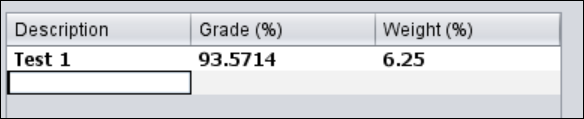 Description Grade (%) Weight (%)
Test 1 93.5714 6.25